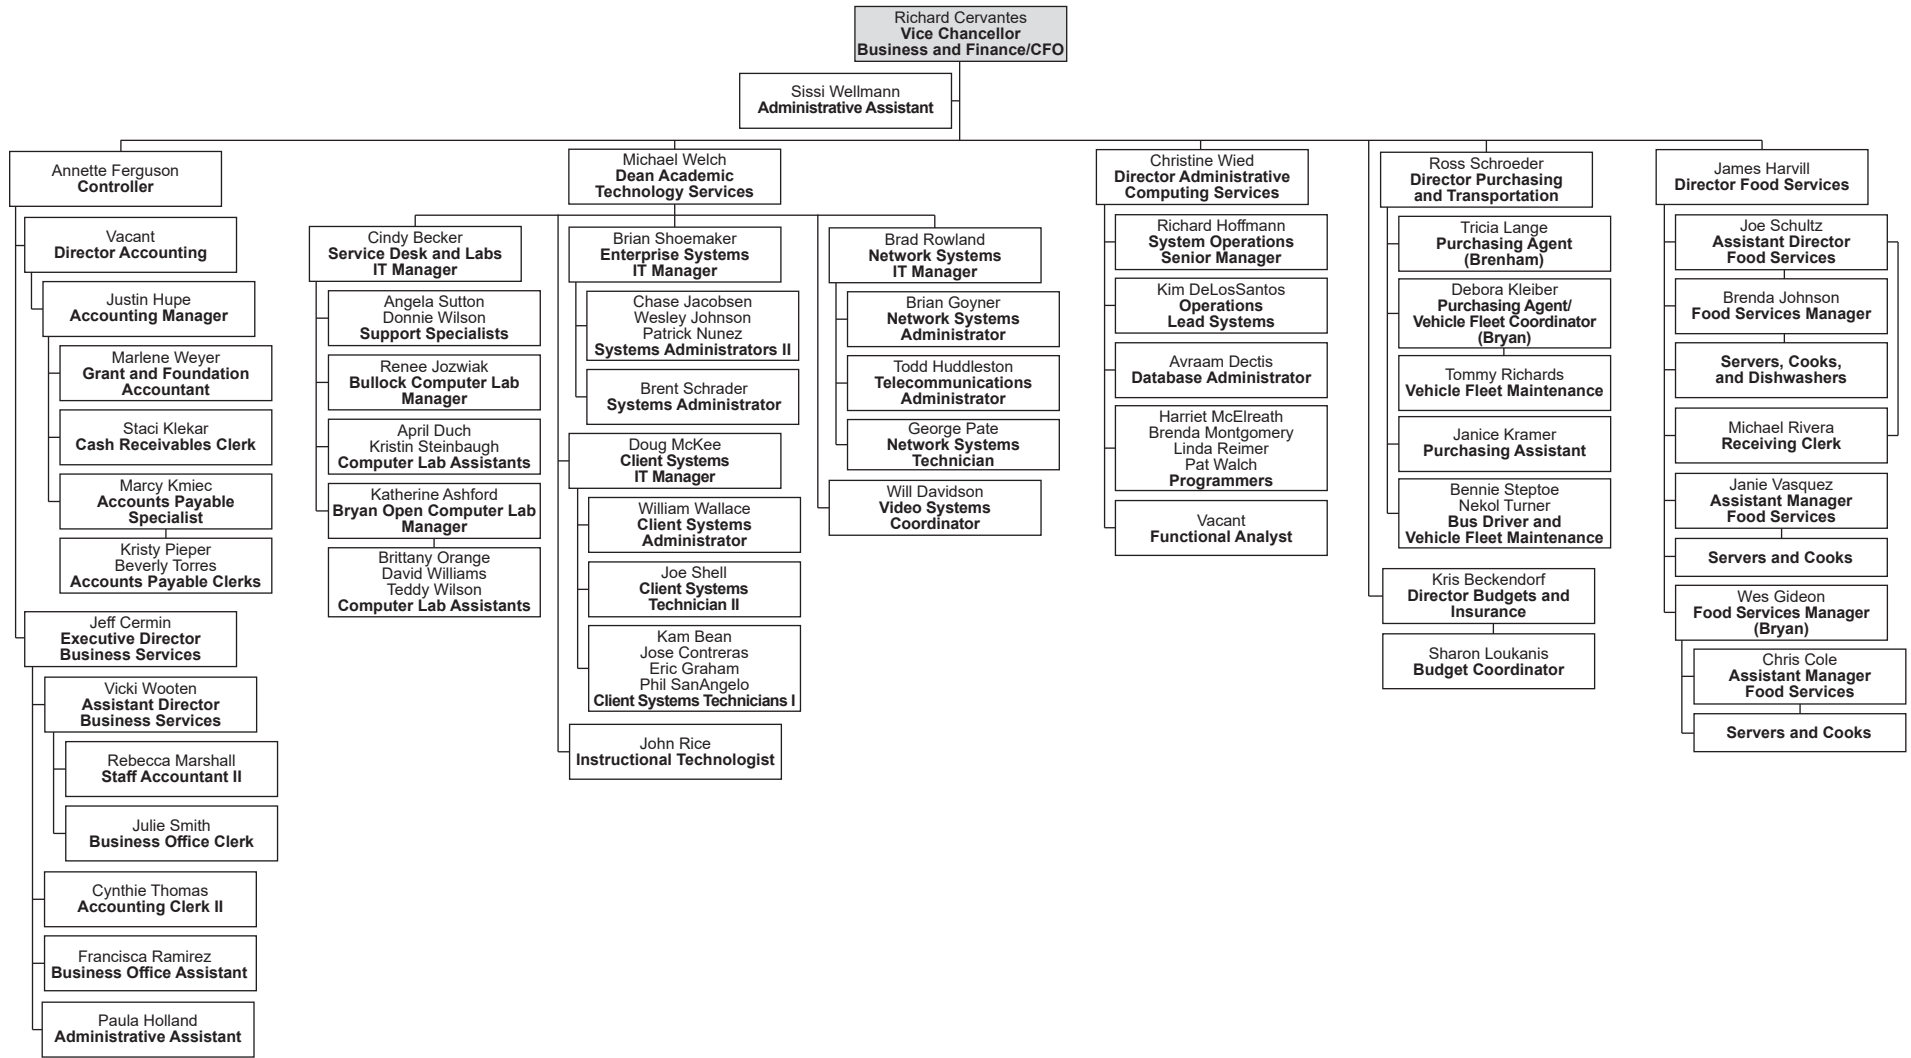 Richard Cervantes
Vice Chancellor
Business and Finance/CFO
Sissi Wellmann
Administrative Assistant
Annette Ferguson
Controller
Vacant
Director Accounting
Justin Hupe
Accounting Manager
Marlene Weyer
Grant and Foundation
Accountant
Staci Klekar
Cash Receivables Clerk
Marcy Kmiec
Accounts Payable
Specialist
Kristy Pieper
Beverly Torres
Accounts Payable Clerks
Jeff Cermin
Executive Director
Business Services
Vicki Wooten
Assistant Director
Business Services
Rebecca Marshall
Staff Accountant II
Julie Smith
Business Office Clerk
Cynthie Thomas
Accounting Clerk II
Francisca Ramirez
Business Office Assistant
Paula Holland
Administrative Assistant
Michael Welch
Dean Academic
Technology Services
Cindy Becker
Service Desk and Labs
IT Manager
Angela Sutton
Donnie Wilson
Support Specialists
Renee Jozwiak
Bullock Computer Lab
Manager
April Duch
Kristin Steinbaugh
Computer Lab Assistants
Katherine Ashford
Bryan Open Computer Lab
Manager
Brittany Orange
David Williams
Teddy Wilson
Computer Lab Assistants
Brian Shoemaker
Enterprise Systems
IT Manager
Chase Jacobsen
Wesley Johnson
Patrick Nunez
Systems Administrators II
Brent Schrader
Systems Administrator
Doug McKee
Client Systems
IT Manager
William Wallace
Client Systems
Administrator
Joe Shell
Client Systems
Technician II
Kam Bean
Jose Contreras
Eric Graham
Phil SanAngelo
Client Systems Technicians I
John Rice
Instructional Technologist
Brad Rowland
Network Systems
IT Manager
Brian Goyner
Network Systems
Administrator
Todd Huddleston
Telecommunications
Administrator
George Pate
Network Systems
Technician
Will Davidson
Video Systems
Coordinator
Christine Wied
Director Administrative
Computing Services
Richard Hoffmann
System Operations
Senior Manager
Kim DeLosSantos
Operations
Lead Systems
Avraam Dectis
Database Administrator
Harriet McElreath
Brenda Montgomery
Linda Reimer
Pat Walch
Programmers
Vacant
Functional Analyst
Ross Schroeder
Director Purchasing
and Transportation
Tricia Lange
Purchasing Agent
(Brenham)
Debora Kleiber
Purchasing Agent/
Vehicle Fleet Coordinator
(Bryan)
Tommy Richards
Vehicle Fleet Maintenance
Janice Kramer
Purchasing Assistant
Bennie Steptoe
Nekol Turner
Bus Driver and
Vehicle Fleet Maintenance
Kris Beckendorf
Director Budgets and
Insurance
Sharon Loukanis
Budget Coordinator
James Harvill
Director Food Services
Joe Schultz
Assistant Director
Food Services
Brenda Johnson
Food Services Manager
Servers, Cooks,
and Dishwashers
Michael Rivera
Receiving Clerk
Janie Vasquez
Assistant Manager
Food Services
Servers and Cooks
Wes Gideon
Food Services Manager
(Bryan)
Chris Cole
Assistant Manager
Food Services
Servers and Cooks